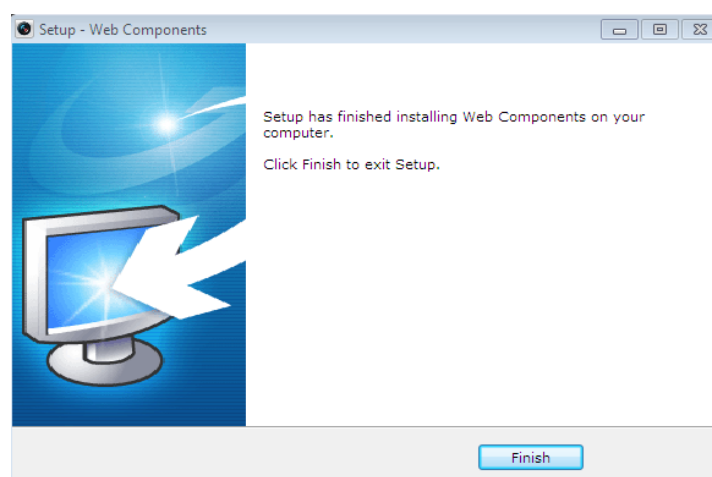 Setup - Web Components
Setup has finished installing Web Components on your
computer.
Click Finish to exit Setup.
Finish